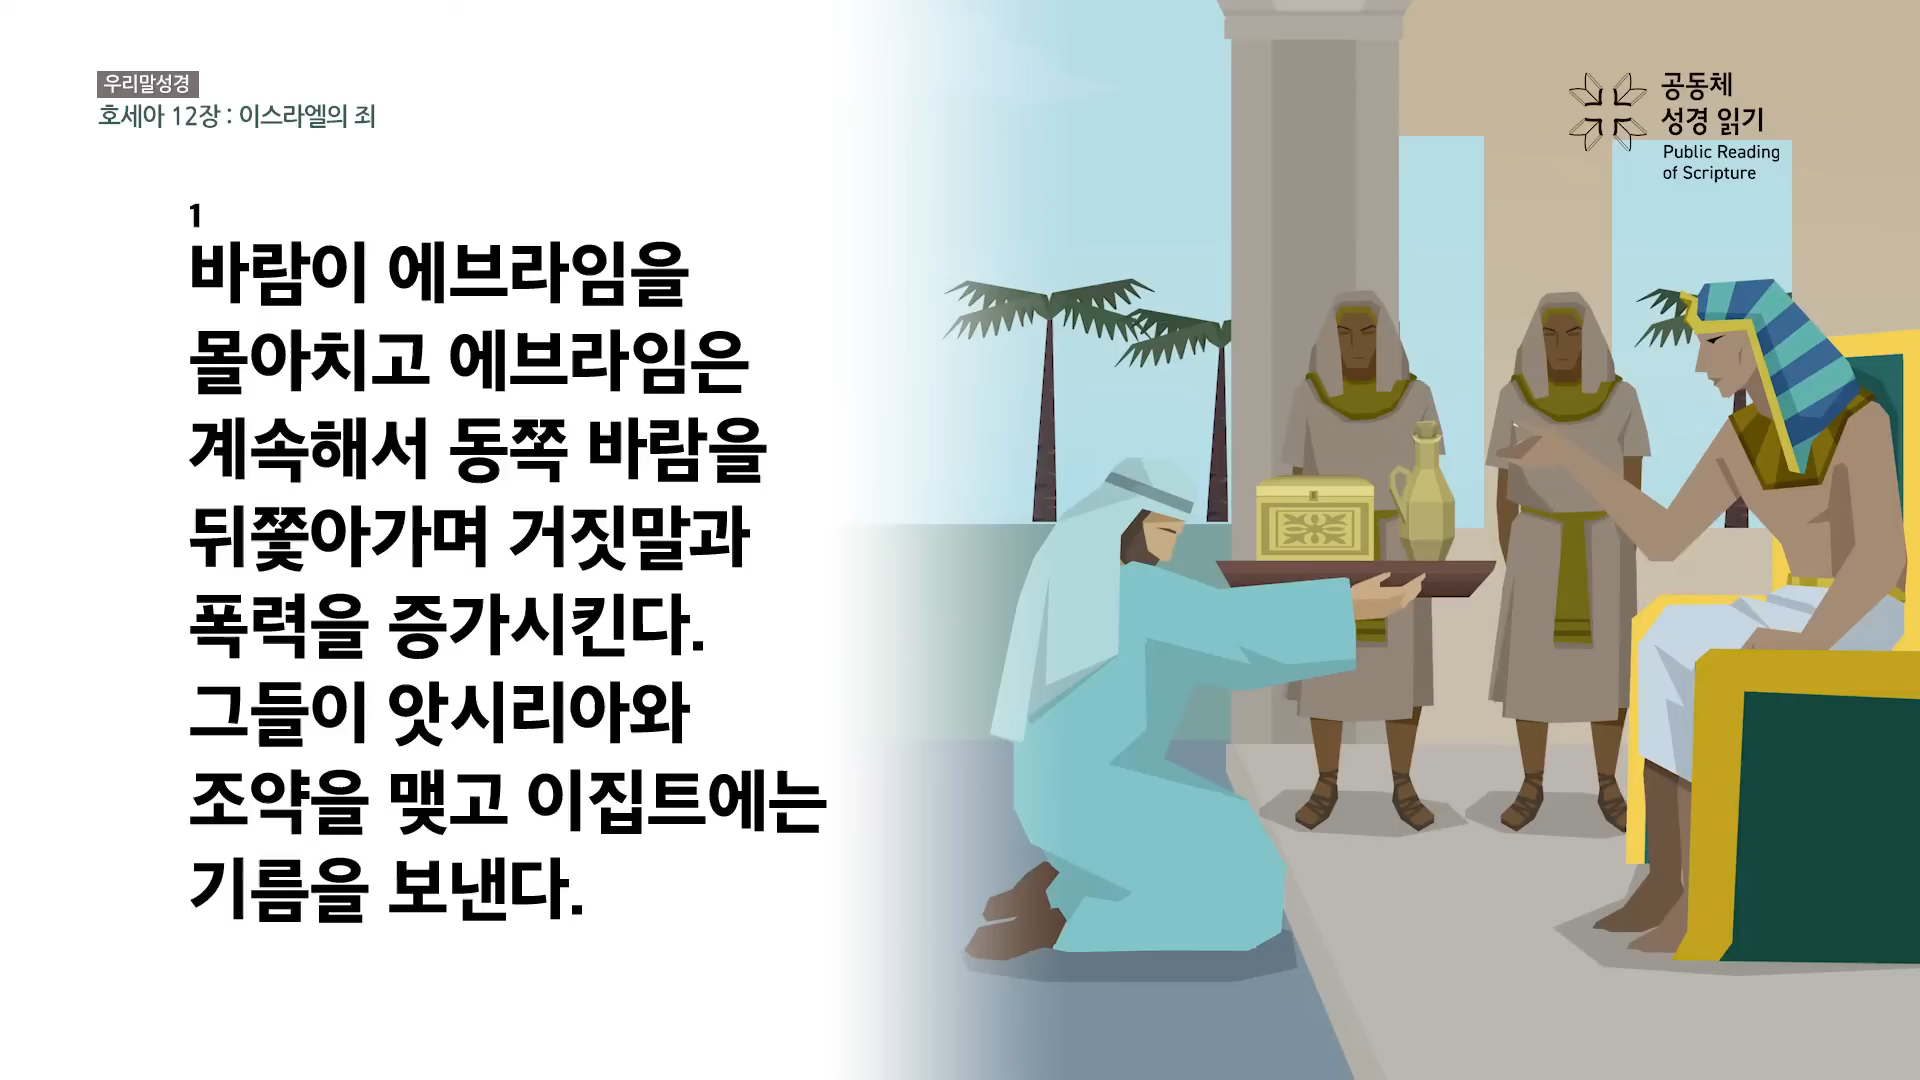 우리말성경
호세아 12장 : 이스라엘의 죄
공동체
성경 읽기
Public Reading
of Scripture
1
바람이 에브라임을
몰아치고 에브라임은
계속해서 동쪽 바람을
뒤쫓아가며 거짓말과
폭력을 증가시킨다.
그들이 앗시리아와
조약을 맺고 이집트에는
기름을 보낸다.